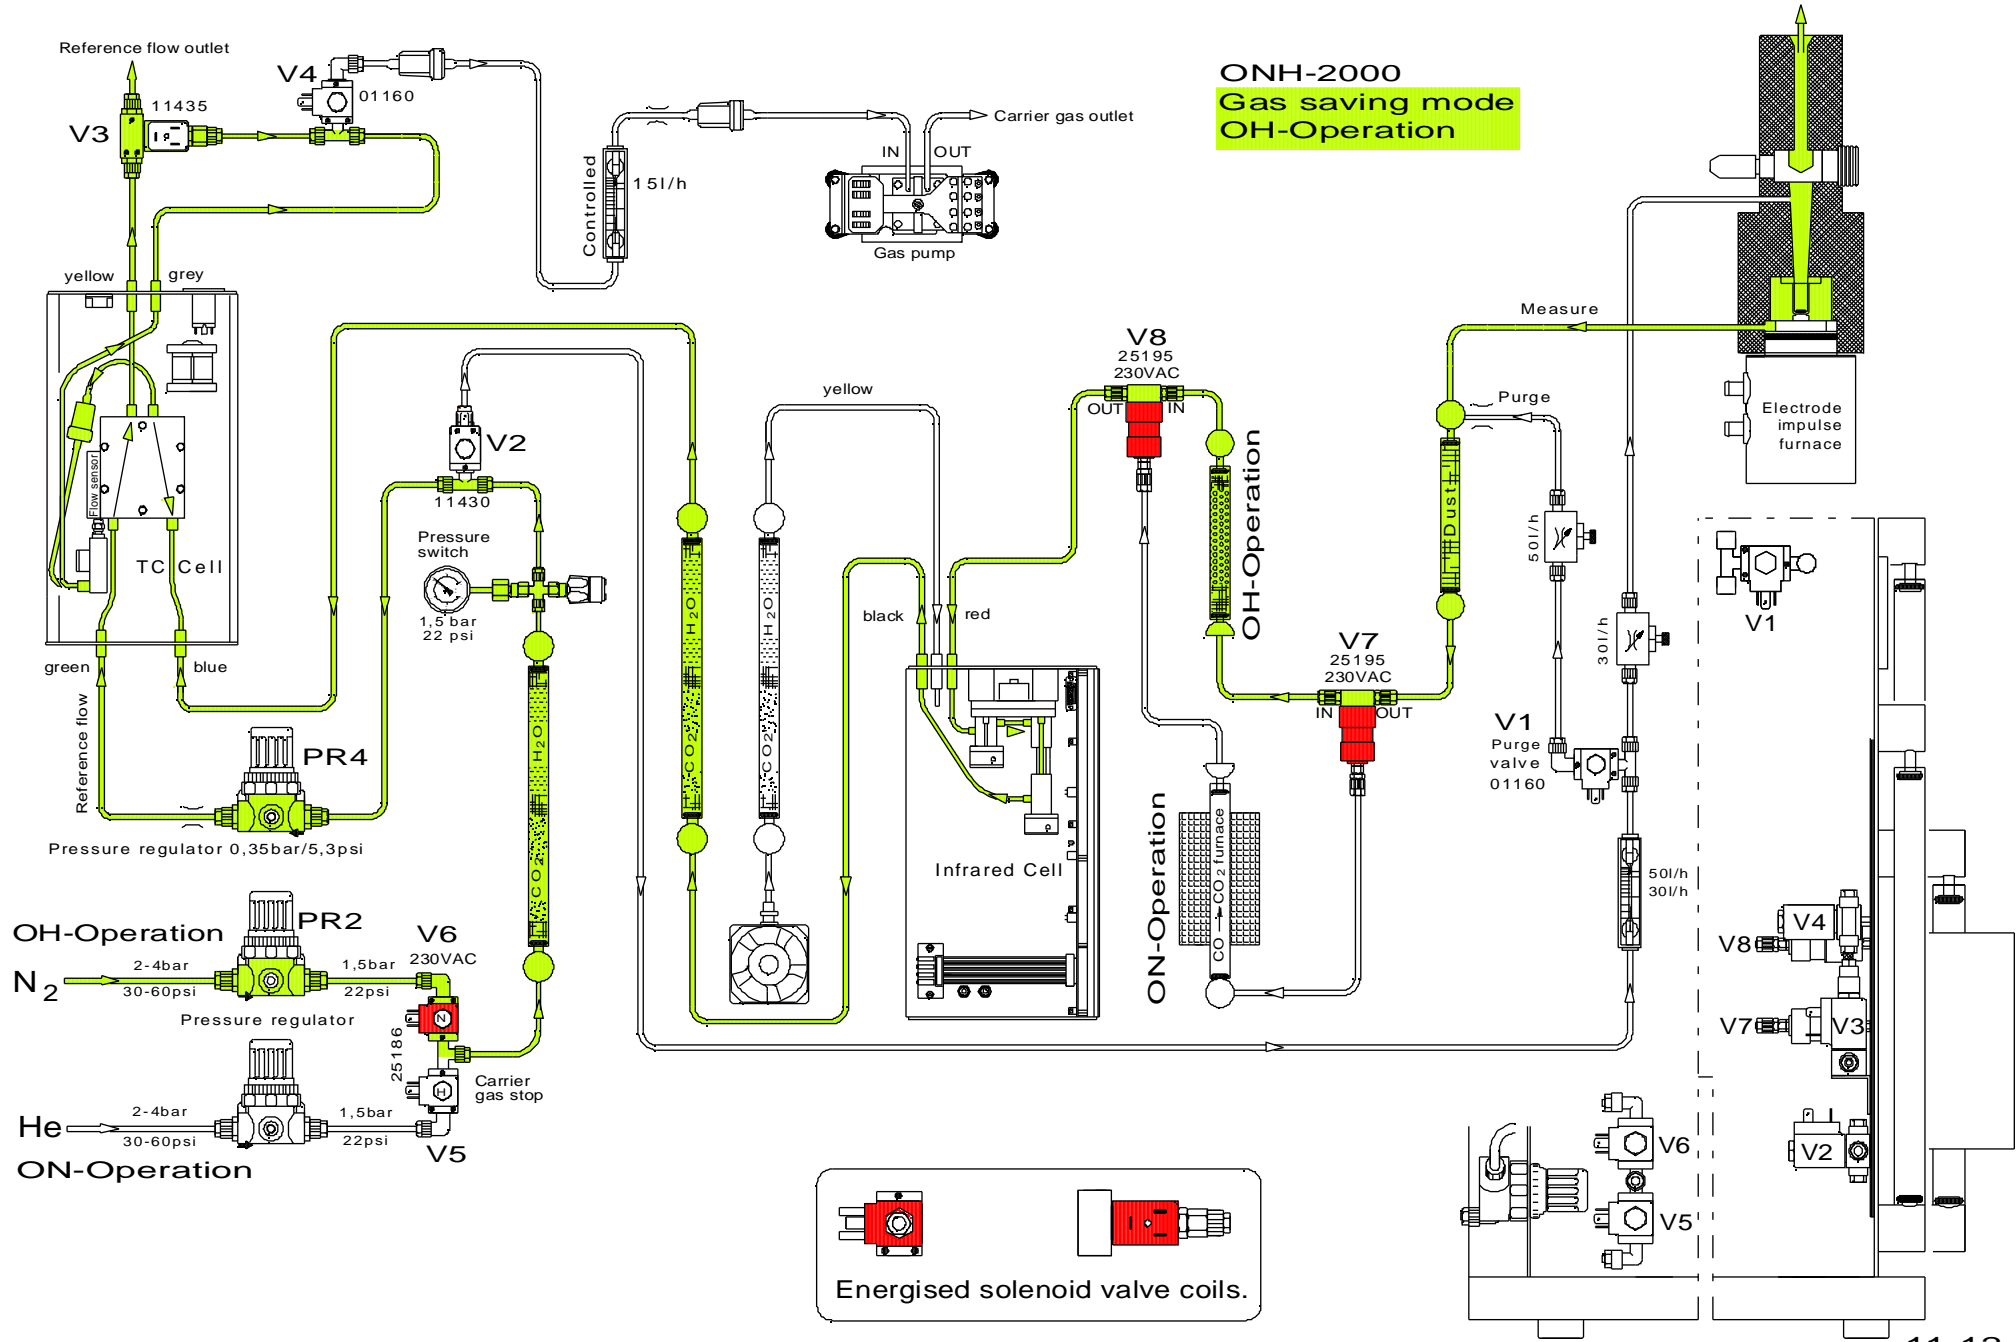 Reference flow outlet
11435
V3
V4
01160
Controlled
15l/h
IN
OUT
Carrier gas outlet
Gas pump
ONH-2000
Gas saving mode
OH-Operation
yellow
grey
Flow sensor
TC Cell
green
blue
Reference flow
V2
11430
Pressure
switch
1,5 bar
22 psi
PR4
Pressure regulator 0,35bar/5,3psi
OH-Operation
N2
2-4bar
30-60psi
PR2
1,5bar
22psi
Pressure regulator
V6
230VAC
N
25186
H
Carrier
gas stop
He
2-4bar
30-60psi
1,5bar
22psi
V5
ON-Operation
CO2
H2O
CO2
H2O
CO2
H2O
yellow
black
red
Infrared Cell
V8
25195
230VAC
OUT
IN
OH-Operation
V7
25195
230VAC
IN
OUT
ON-Operation
CO
CO2 furnace
Measure
Dust
Purge
50l/h
30l/h
V1
Purge
valve
01160
50l/h
30l/h
Electrode
impulse
furnace
V1
V4
V8
V7
V3
V2
V6
V5
Energised solenoid valve coils.